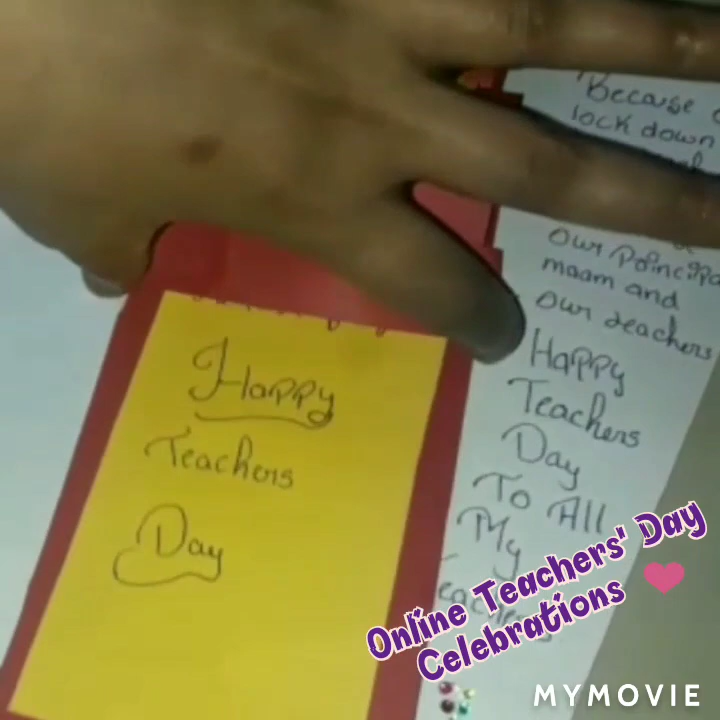 Happy
Teachers
Day
Because
lock down
our
maam and
our teachers
Happy
Teachers
Day
To All
My
Online Teachers' Day
Celebrations
MYMOVIE